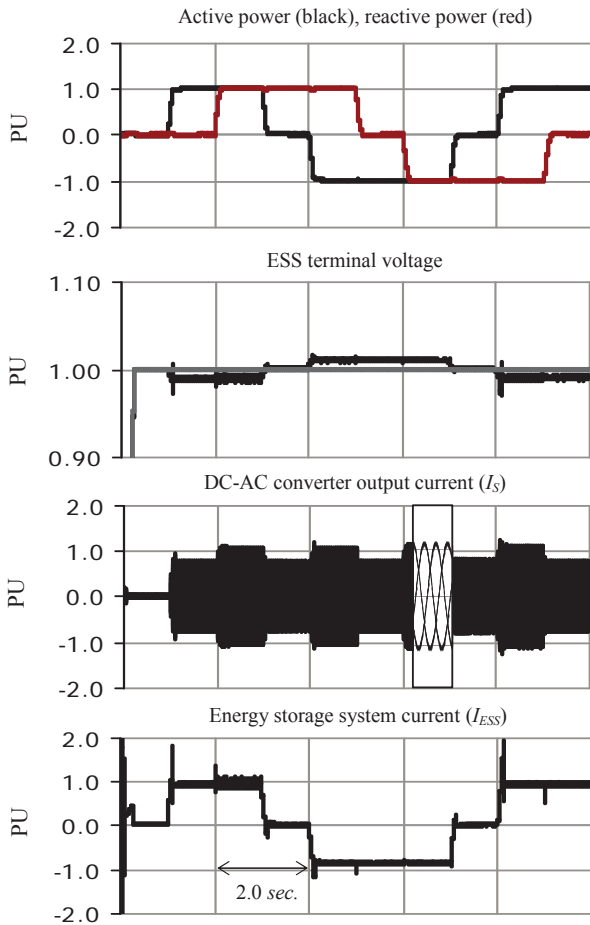 Active power (black), reactive power (red)
2.0
1.0
0.0
-1.0
-2.0
PU
ESS terminal voltage
1.10
1.00
0.90
PU
DC-AC converter output current (IS)
2.0
1.0
0.0
-1.0
-2.0
PU
Energy storage system current (IESS)
2.0
1.0
0.0
-1.0
-2.0
PU
2.0 sec.